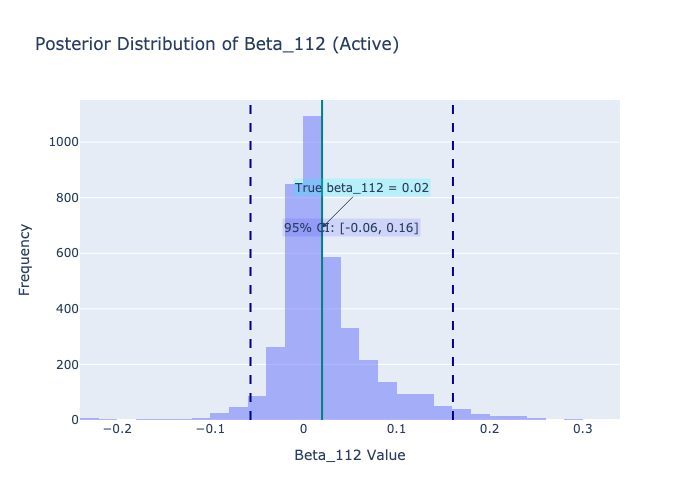 Posterior Distribution of Beta_112 (Active)
1000
800
600
400
200
0
True beta_112 = 0.02
95% CI: [-0.06, 0.16]
Frequency
−0.2
−0.1
0
0.1
0.2
0.3
Beta_112 Value